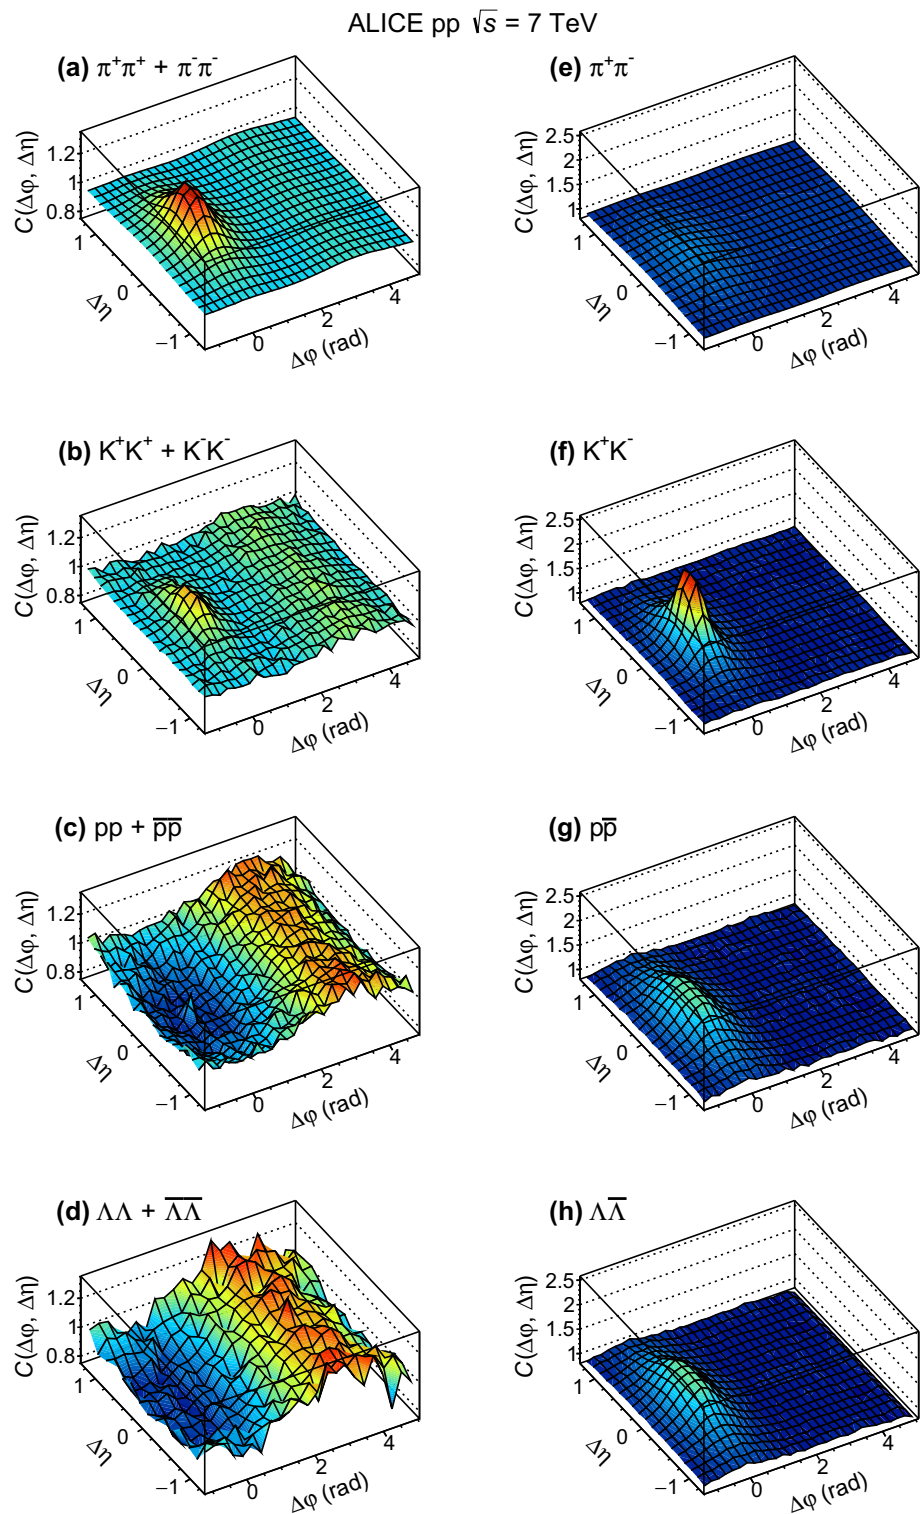 ALICE pp √s = 7 TeV
(a) π⁺π⁺ + π⁻π⁻
C(Δφ, Δη)
1.2
1
0.8
1
0
−1
Δη
0
2
4
Δφ (rad)
(e) π⁺π⁻
C(Δφ, Δη)
2.5
2
1.5
1
1
0
−1
Δη
0
2
4
Δφ (rad)
(b) K⁺K⁺ + K⁻K⁻
C(Δφ, Δη)
1.2
1
0.8
1
0
−1
Δη
0
2
4
Δφ (rad)
(f) K⁺K⁻
C(Δφ, Δη)
2.5
2
1.5
1
1
0
−1
Δη
0
2
4
Δφ (rad)
(c) pp + p̅p̅
C(Δφ, Δη)
1.2
1
0.8
1
0
−1
Δη
0
2
4
Δφ (rad)
(g) pp̅
C(Δφ, Δη)
2.5
2
1.5
1
1
0
−1
Δη
0
2
4
Δφ (rad)
(d) ΛΛ + Λ̅Λ̅
C(Δφ, Δη)
1.2
1
0.8
1
0
−1
Δη
0
2
4
Δφ (rad)
(h) ΛΛ̅
C(Δφ, Δη)
2.5
2
1.5
1
1
0
−1
Δη
0
2
4
Δφ (rad)